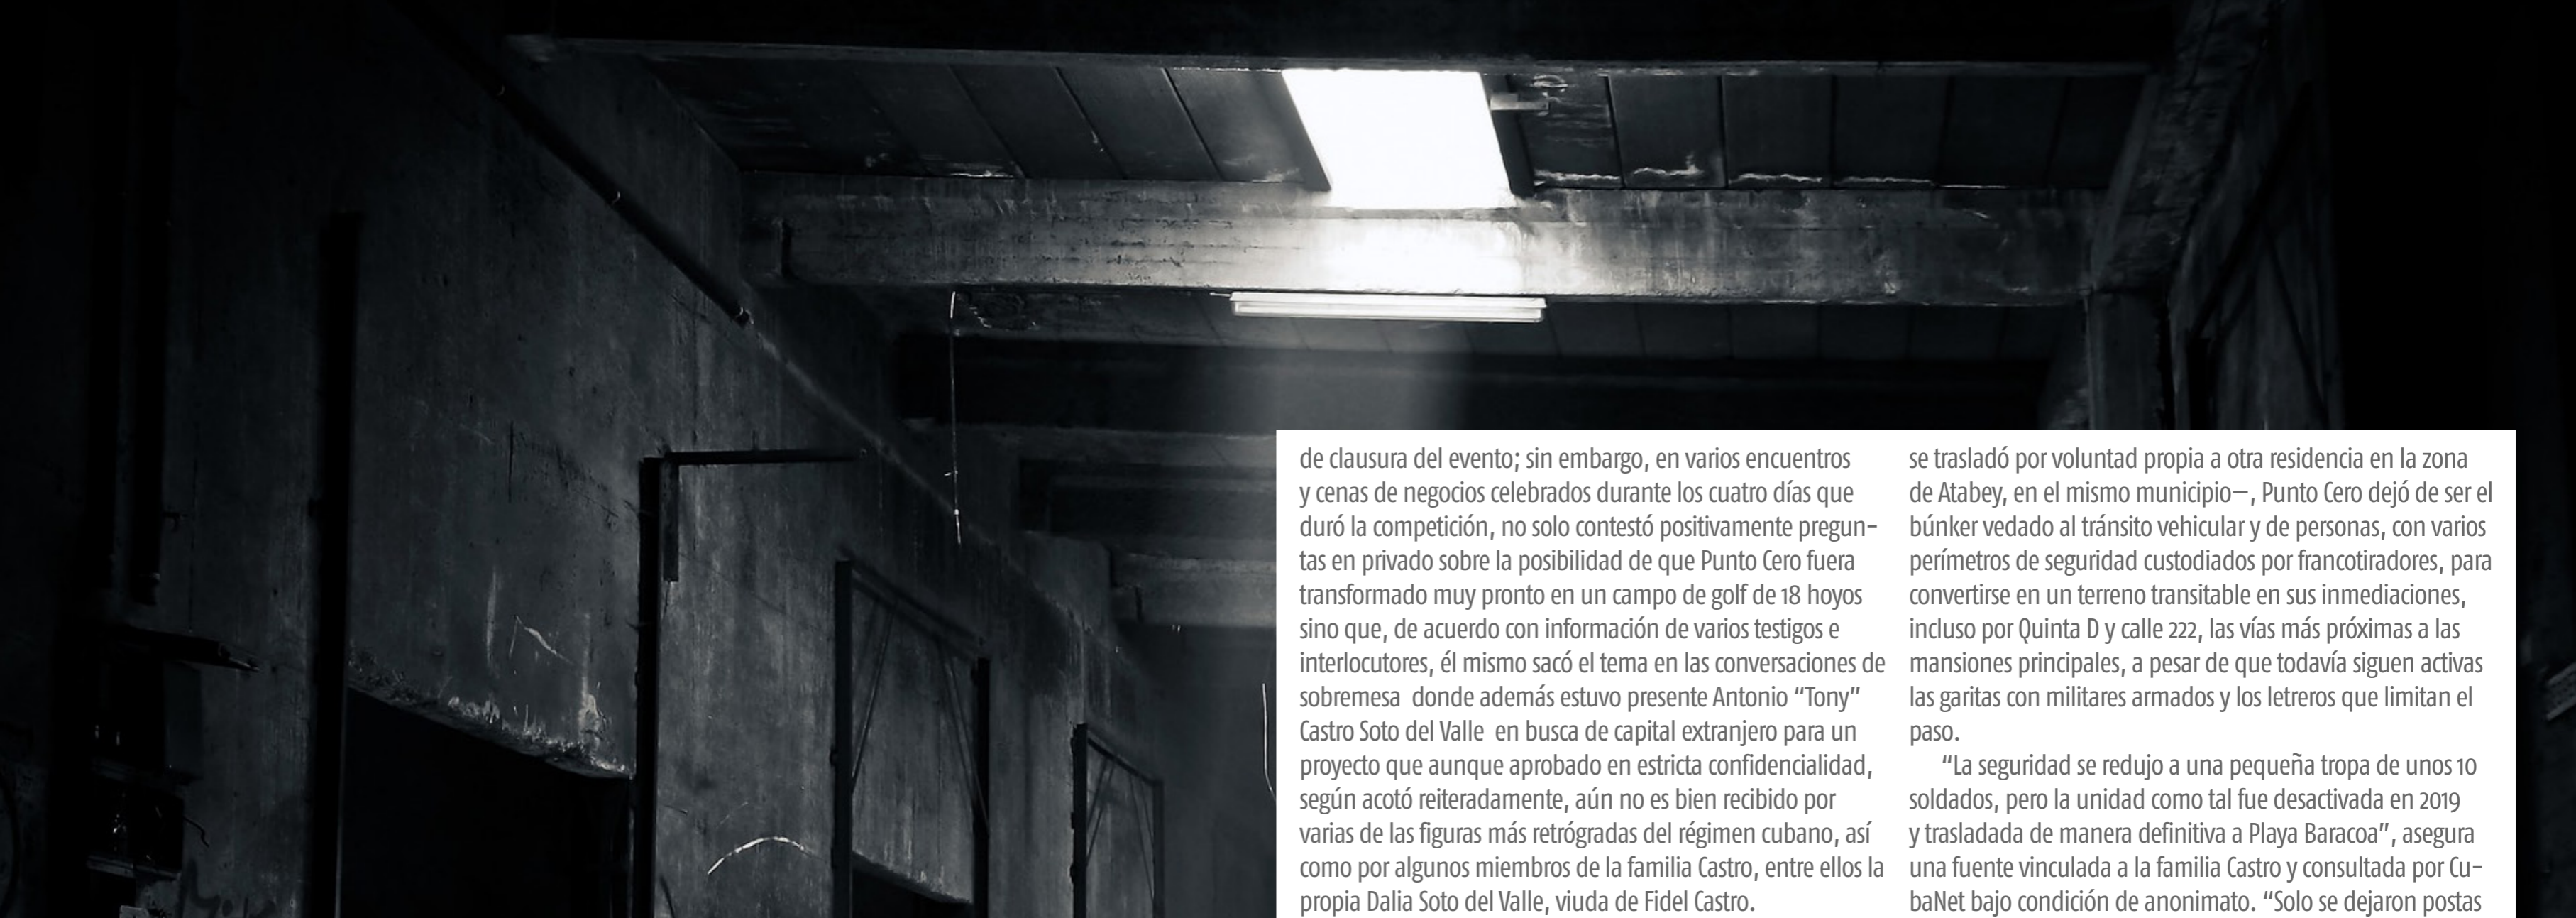 de clausura del evento; sin embargo, en varios encuentros
y cenas de negocios celebrados durante los cuatro días que
duró la competición, no solo contestó positivamente pregun-
tas en privado sobre la posibilidad de que Punto Cero fuera
transformado muy pronto en un campo de golf de 18 hoyos
sino que, de acuerdo con información de varios testigos e
interlocutores, él mismo sacó el tema en las conversaciones de
sobremesa  donde además estuvo presente Antonio “Tony”
Castro Soto del Valle  en busca de capital extranjero para un
proyecto que aunque aprobado en estricta confidencialidad,
según acotó reiteradamente, aún no es bien recibido por
varias de las figuras más retrógradas del régimen cubano, así
como por algunos miembros de la familia Castro, entre ellos la
propia Dalia Soto del Valle, viuda de Fidel Castro.
se trasladó por voluntad propia a otra residencia en la zona
de Atabey, en el mismo municipio—, Punto Cero dejó de ser el
búnker vedado al tránsito vehicular y de personas, con varios
perímetros de seguridad custodiados por francotiradores, para
convertirse en un terreno transitable en sus inmediaciones,
incluso por Quinta D y calle 222, las vías más próximas a las
mansiones principales, a pesar de que todavía siguen activas
las garitas con militares armados y los letreros que limitan el
paso.
“La seguridad se redujo a una pequeña tropa de unos 10
soldados, pero la unidad como tal fue desactivada en 2019
y trasladada de manera definitiva a Playa Baracoa”, asegura
una fuente vinculada a la familia Castro y consultada por Cu-
baNet bajo condición de anonimato. “Solo se dejaron postas